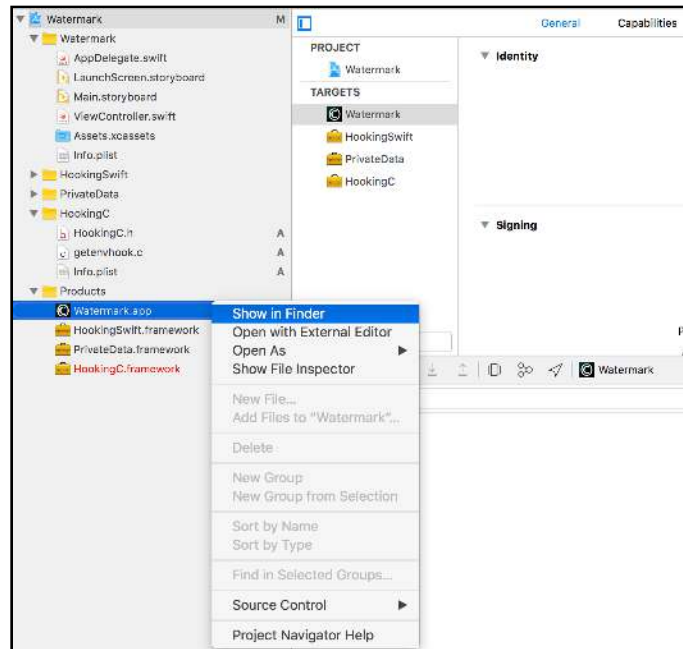 Watermark M
Watermark
AppDelegate.swift
LaunchScreen.storyboard
Main.storyboard
ViewController.swift
Assets.xcassets
Info.plist
HookingSwift
PrivateData
HookingC
HookingC.h A
getenvhook.c A
Info.plist A
Products
Watermark.app
HookingSwift.framework
PrivateData.framework
HookingC.framework
General Capabilities
PROJECT
Watermark
TARGETS
Watermark
HookingSwift
PrivateData
HookingC
Identity
Signing
Show in Finder
Open with External Editor
Open As
Show File Inspector
New File...
Add Files to "Watermark"...
Delete
New Group
New Group from Selection
Sort by Name
Sort by Type
Find in Selected Groups...
Source Control
Project Navigator Help
P
Watermark